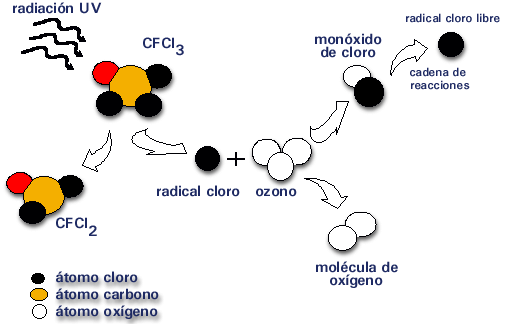 radiación UV
CFCl3
radical cloro libre
monóxido
de cloro
cadena de
reacciones
radical cloro
+
ozono
CFCl2
molécula de
oxígeno
átomo cloro
átomo carbono
átomo oxígeno